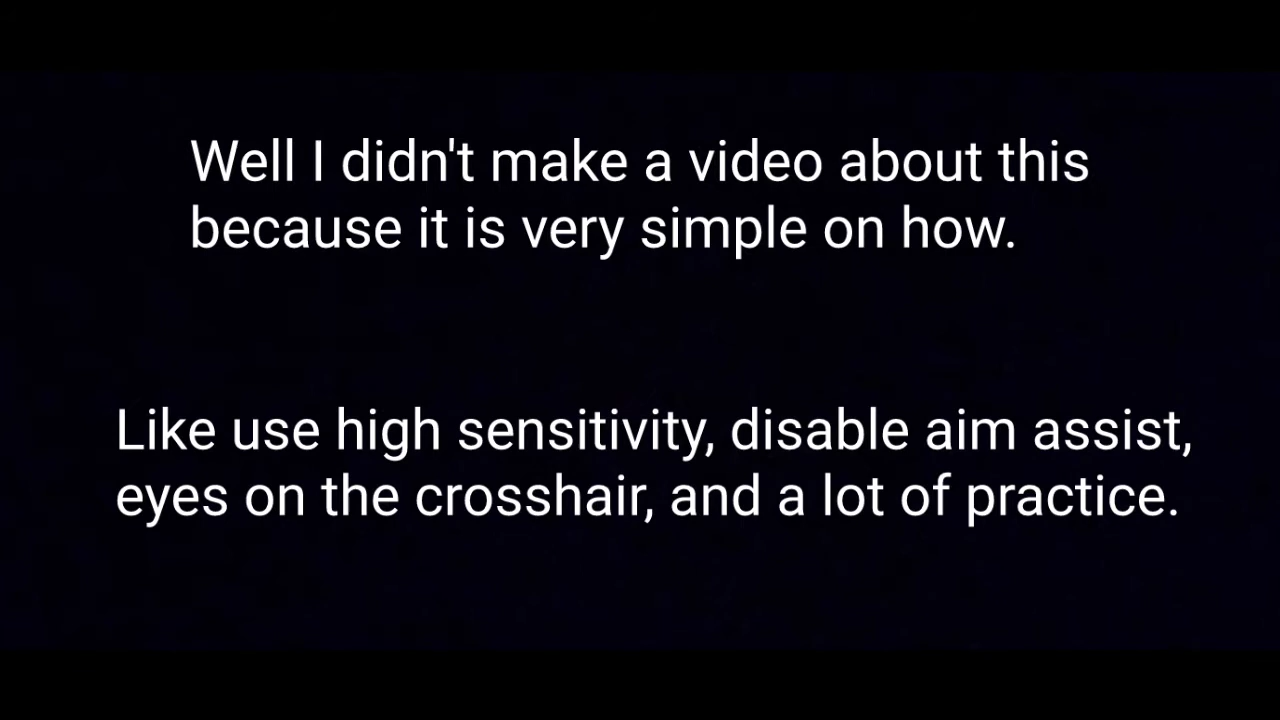 Well I didn't make a video about this
because it is very simple on how.
Like use high sensitivity, disable aim assist,
eyes on the crosshair, and a lot of practice.